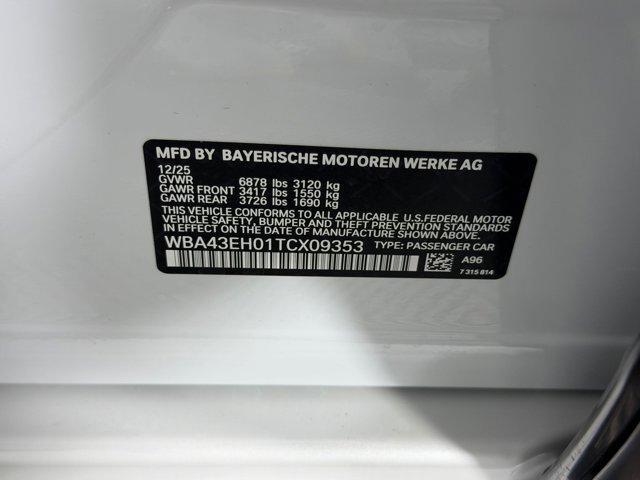 MFD BY BAYERISCHE MOTOREN WERKE AG
12/25
GVWR 6878 lbs 3120 kg
GAWR FRONT 3417 lbs 1550 kg
GAWR REAR 3726 lbs 1690 kg
THIS VEHICLE CONFORMS TO ALL APPLICABLE U.S.FEDERAL MOTOR
VEHICLE SAFETY, BUMPER AND THEFT PREVENTION STANDARDS
IN EFFECT ON THE DATE OF MANUFACTURE SHOWN ABOVE.
WBA43EH01TCX09353 TYPE: PASSENGER CAR
A96
7 315 814